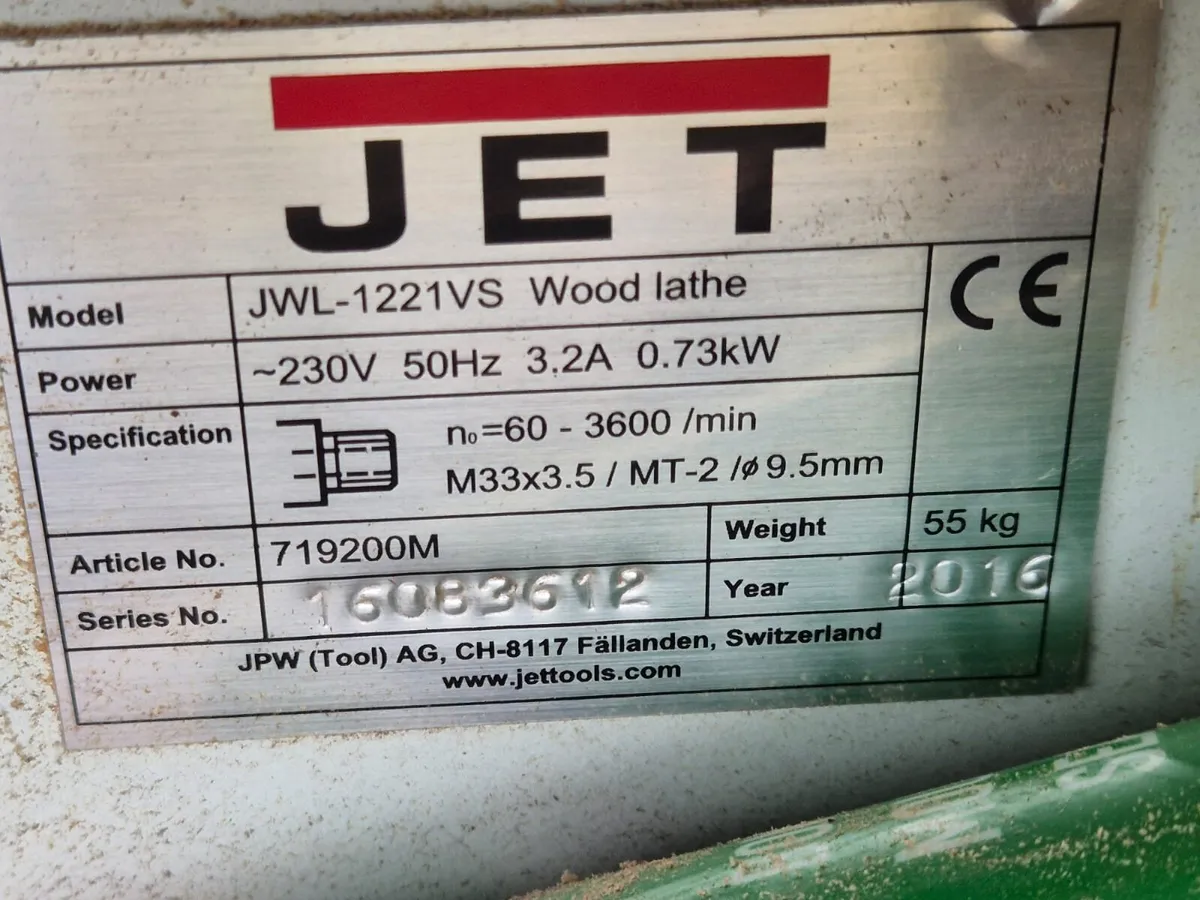 JET
Model JWL-1221VS Wood lathe
CE
Power ~230V 50Hz 3.2A 0.73kW
Specification n₀=60 - 3600 /min
M33x3.5 / MT-2 /ø 9.5mm
Article No. 719200M Weight 55 kg
Series No. 16083612 Year 2016
JPW (Tool) AG, CH-8117 Fällanden, Switzerland
www.jettools.com